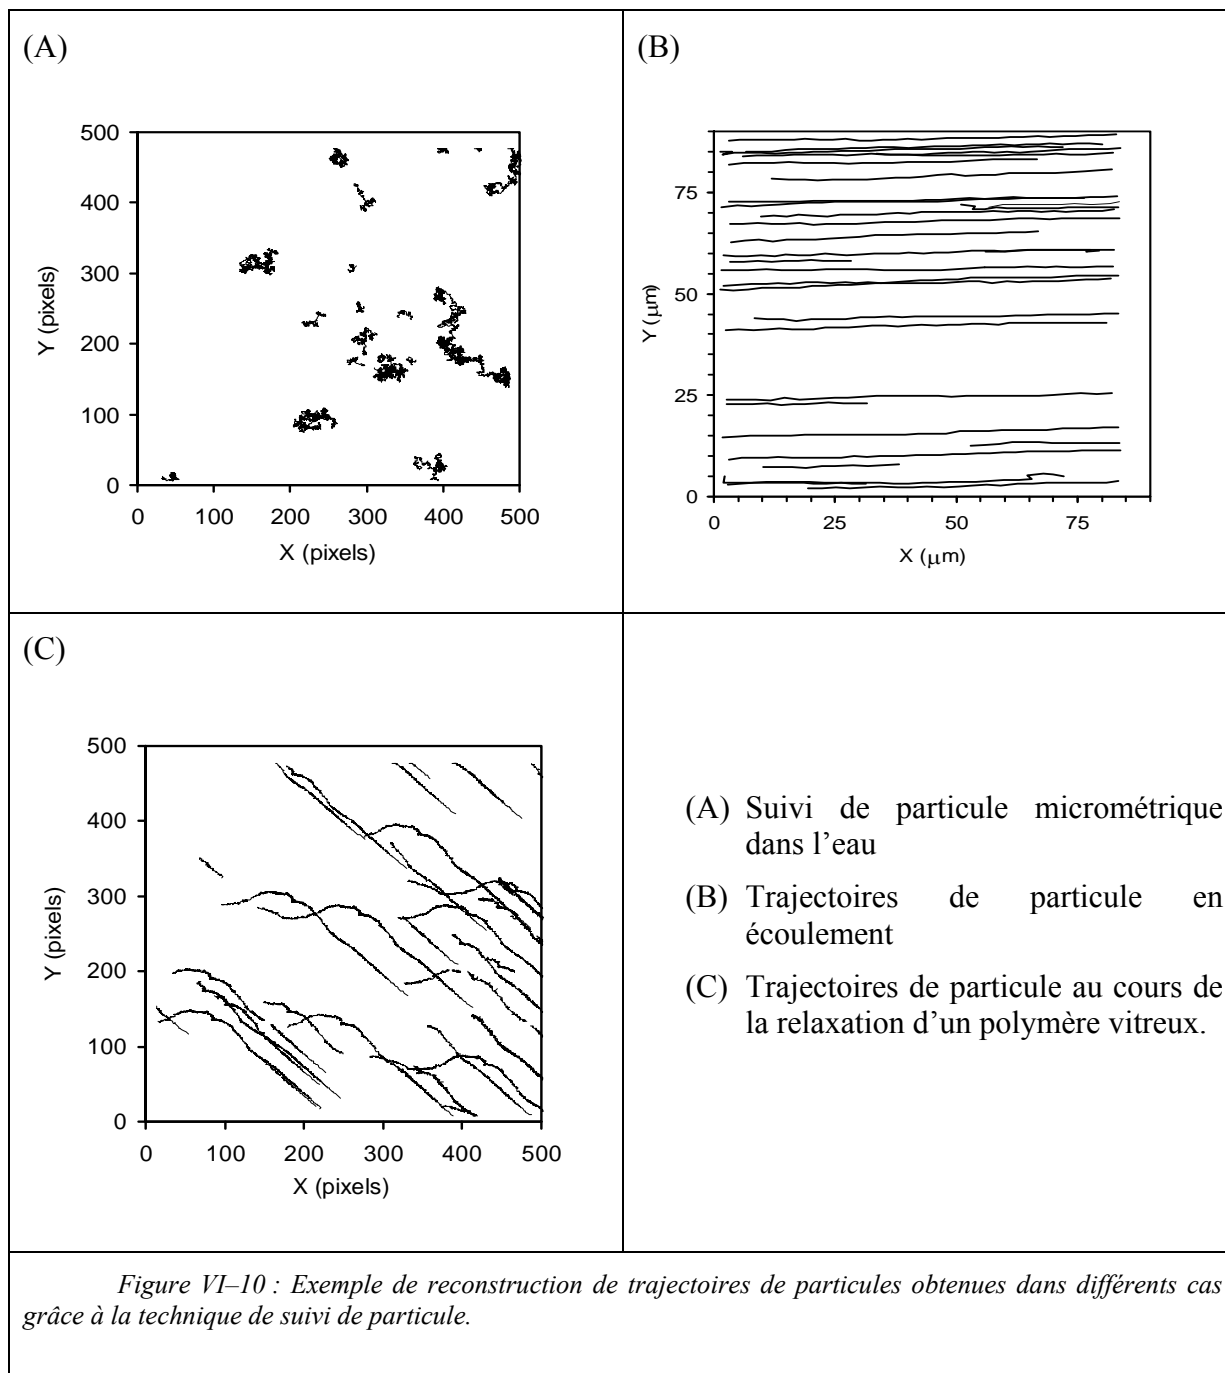 (A)
500
400
300
200
100
0
Y (pixels)
0 100 200 300 400 500
X (pixels)
(B)
75
50
25
0
Y (µm)
0 25 50 75
X (µm)
(C)
500
400
300
200
100
0
Y (pixels)
0 100 200 300 400 500
X (pixels)
(A) Suivi de particule micrométrique
dans l’eau
(B) Trajectoires de particule en
écoulement
(C) Trajectoires de particule au cours de
la relaxation d’un polymère vitreux.
Figure VI–10 : Exemple de reconstruction de trajectoires de particules obtenues dans différents cas
grâce à la technique de suivi de particule.